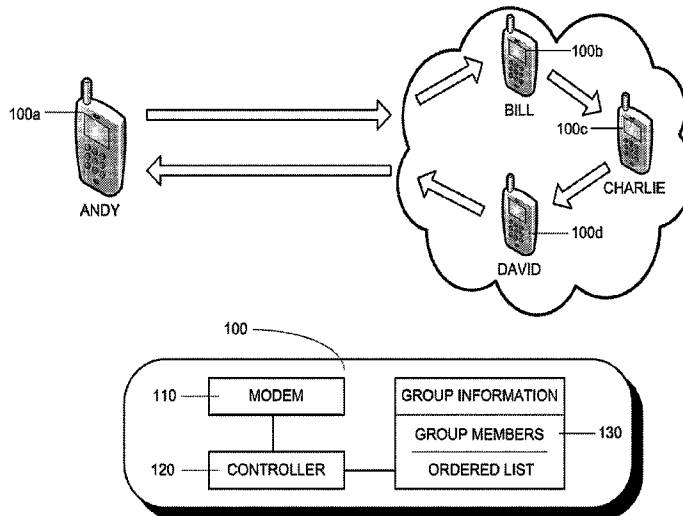 100a
ANDY
100b
BILL
100c
CHARLIE
100d
DAVID
100
110
MODEM
120
CONTROLLER
GROUP INFORMATION
GROUP MEMBERS
130
ORDERED LIST